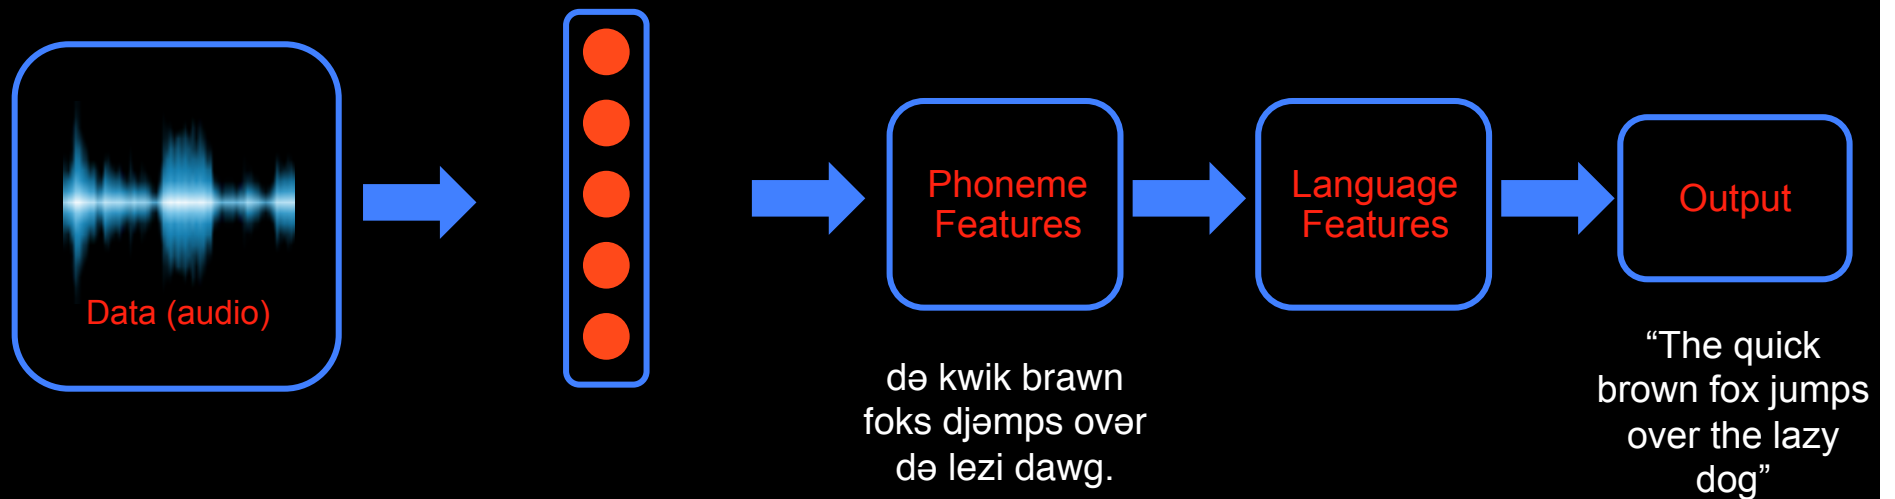 Data (audio)
Phoneme
Features
də kwik brawn
foks djəmps ovər
də lezi dawg.
Language
Features
Output
“The quick
brown fox jumps
over the lazy
dog”